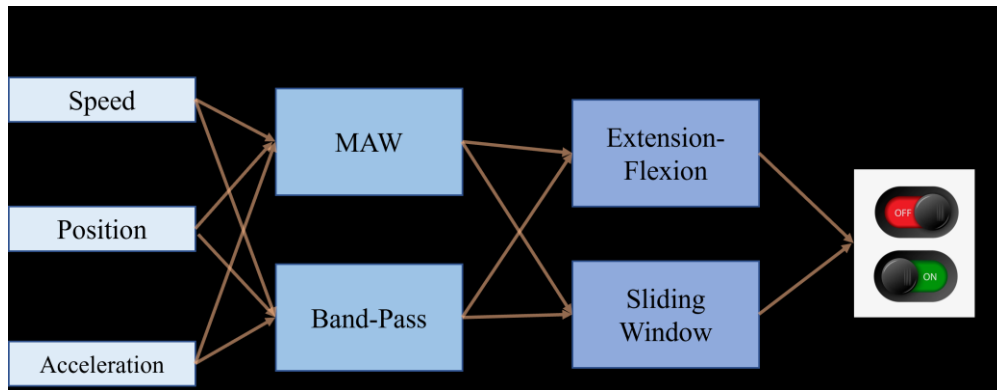 Speed
Position
Acceleration
MAW
Band-Pass
Extension-
Flexion
Sliding
Window
OFF
ON